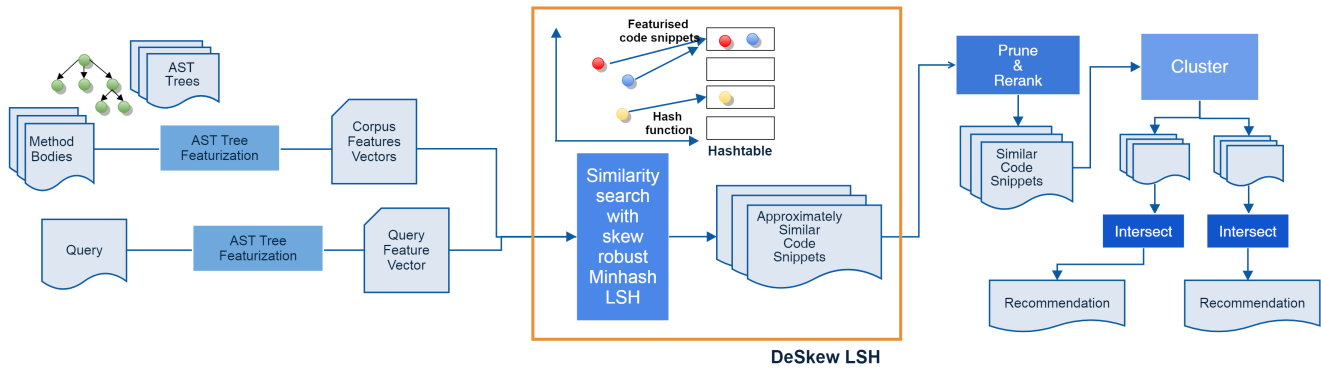 AST
Trees
Method
Bodies
AST Tree
Featurization
Corpus
Features
Vectors
Query
AST Tree
Featurization
Query
Feature
Vector
Featurised
code snippets
Hash
function
Hashtable
Similarity
search
with
skew
robust
Minhash
LSH
Approximately
Similar
Code
Snippets
DeSkew LSH
Prune
&
Rerank
Similar
Code
Snippets
Cluster
Intersect
Intersect
Recommendation
Recommendation